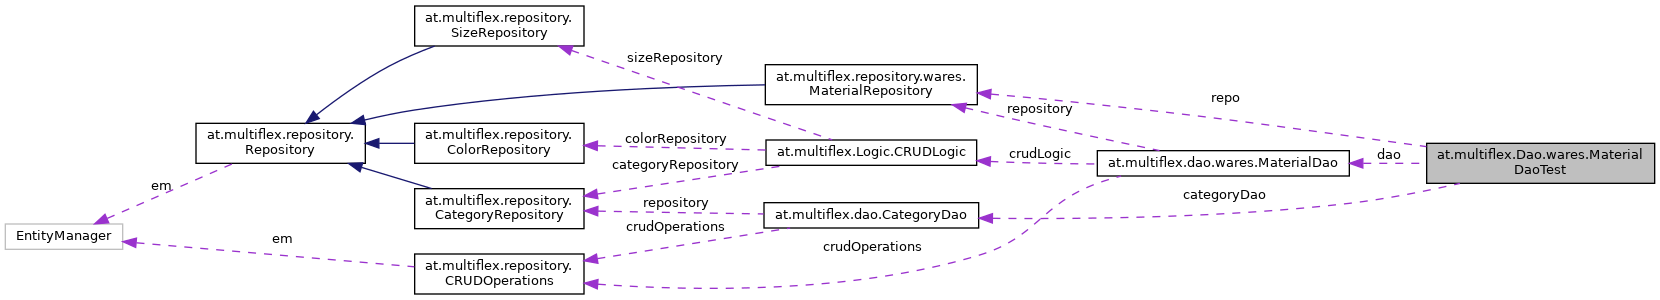 at.multiflex.repository.
SizeRepository
sizeRepository
at.multiflex.repository.wares.
MaterialRepository
repo
repository
at.multiflex.repository.
Repository
at.multiflex.repository.
ColorRepository
colorRepository
at.multiflex.Logic.CRUDLogic
crudLogic
at.multiflex.dao.wares.MaterialDao
dao
at.multiflex.Dao.wares.Material
DaoTest
categoryRepository
em
at.multiflex.repository.
CategoryRepository
repository
at.multiflex.dao.CategoryDao
categoryDao
EntityManager
em
crudOperations
crudOperations
at.multiflex.repository.
CRUDOperations